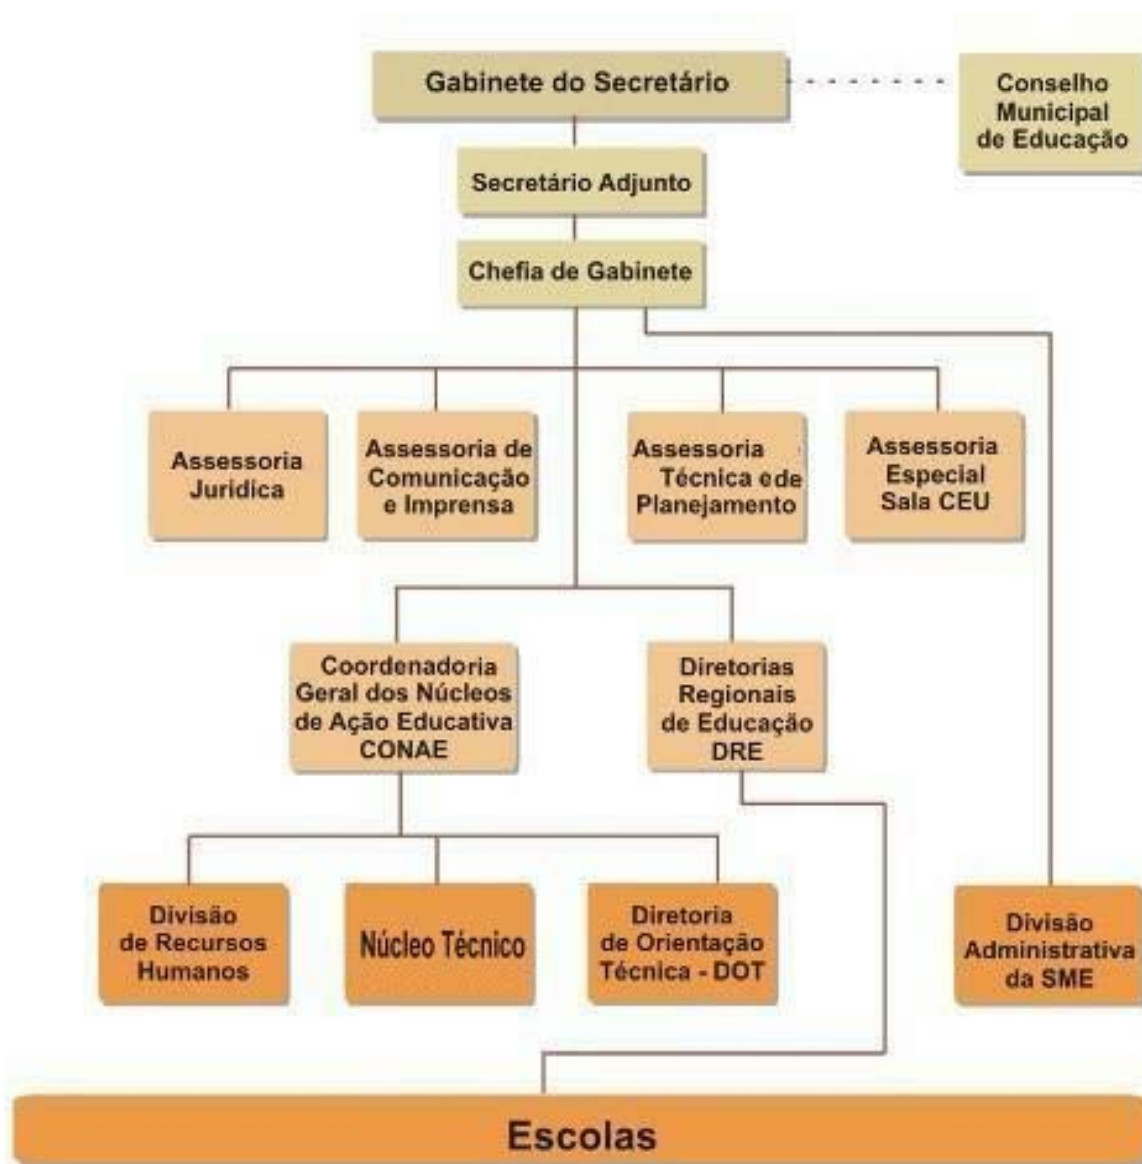 Gabinete do Secretário
Conselho
Municipal
de Educação
Secretário Adjunto
Chefia de Gabinete
Assessoria
Jurídica
Assessoria de
Comunicação
e Imprensa
Assessoria
Técnica e de
Planejamento
Assessoria
Especial
Sala CEU
Coordenadoria
Geral dos Núcleos
de Ação Educativa
CONAE
Diretorias
Regionais
de Educação
DRE
Divisão
de Recursos
Humanos
Núcleo Técnico
Diretoria
de Orientação
Técnica - DOT
Divisão
Administrativa
da SME
Escolas